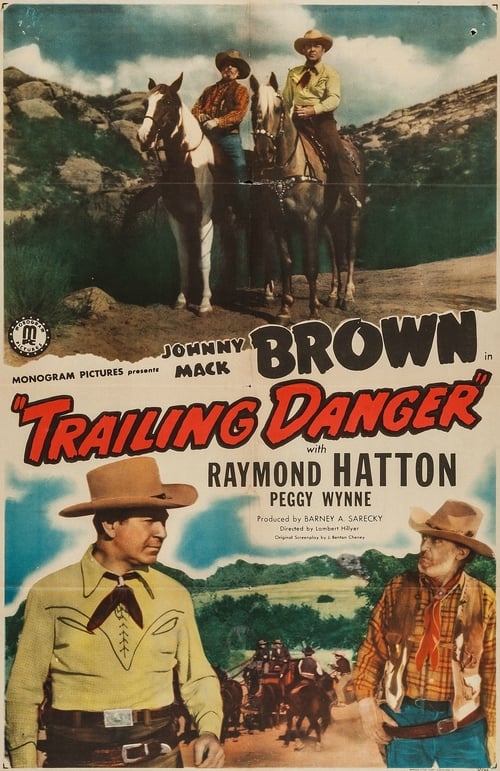 MONOGRAM PICTURES presents
JOHNNY MACK BROWN in
"TRAILING DANGER"
with
RAYMOND HATTON
PEGGY WYNNE
Produced by BARNEY A. SARECKY
Directed by Lambert Hillyer
Original Screenplay by J. Benton Cheney